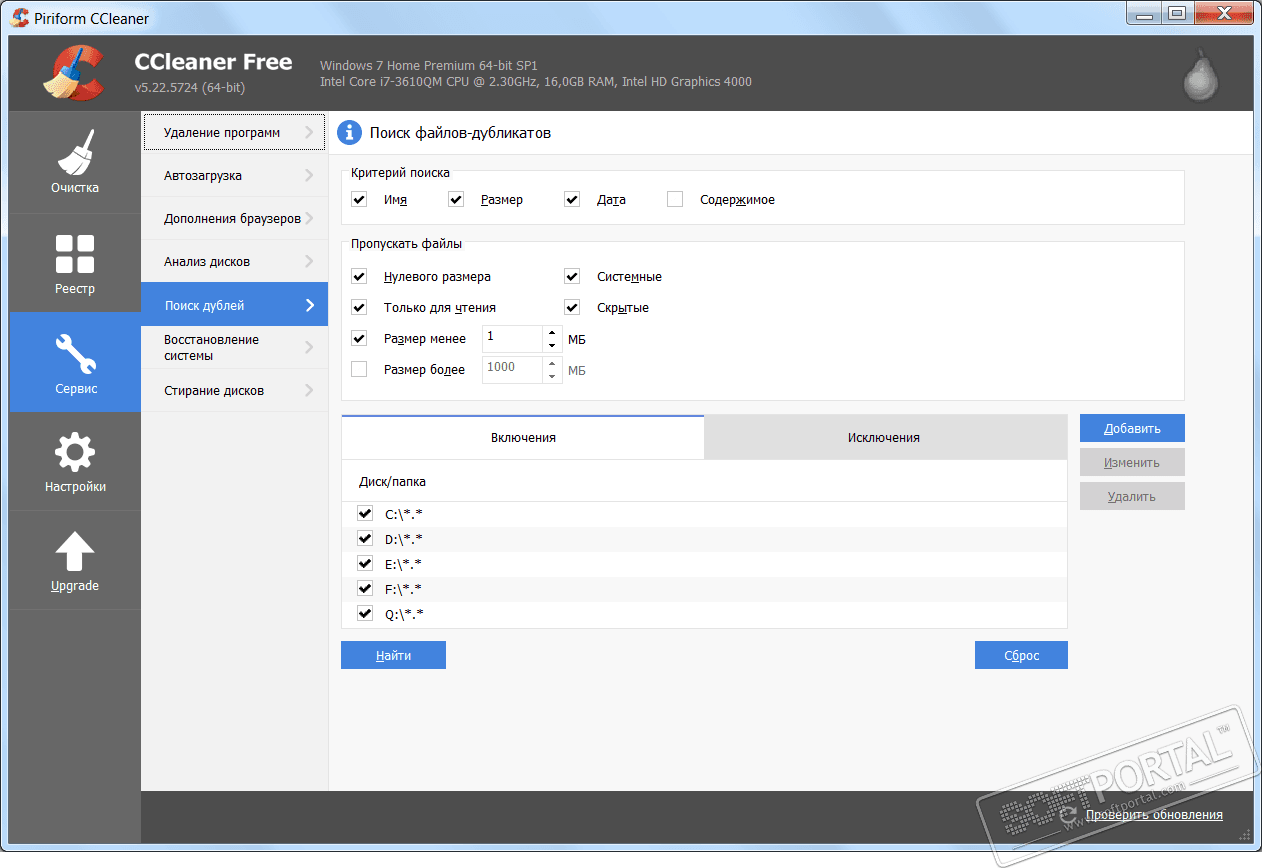 Piriform CCleaner
CCleaner Free
v5.22.5724 (64-bit)
Windows 7 Home Premium 64-bit SP1
Intel Core i7-3610QM CPU @ 2.30GHz, 16,0GB RAM, Intel HD Graphics 4000
Очистка
Реестр
Сервис
Настройки
Upgrade
Удаление программ
Автозагрузка
Дополнения браузеров
Анализ дисков
Поиск дублей
Восстановление
системы
Стирание дисков
Поиск файлов-дубликатов
Критерий поиска
Имя Размер Дата Содержимое
Пропускать файлы
Нулевого размера Системные
Только для чтения Скрытые
Размер менее 1 МБ
Размер более 1000 МБ
Включения Исключения
Диск/папка
C:\*.*
D:\*.*
E:\*.*
F:\*.*
Q:\*.*
Добавить
Изменить
Удалить
Найти Сброс
SOFTPORTAL™
www.softportal.com
Проверить обновления